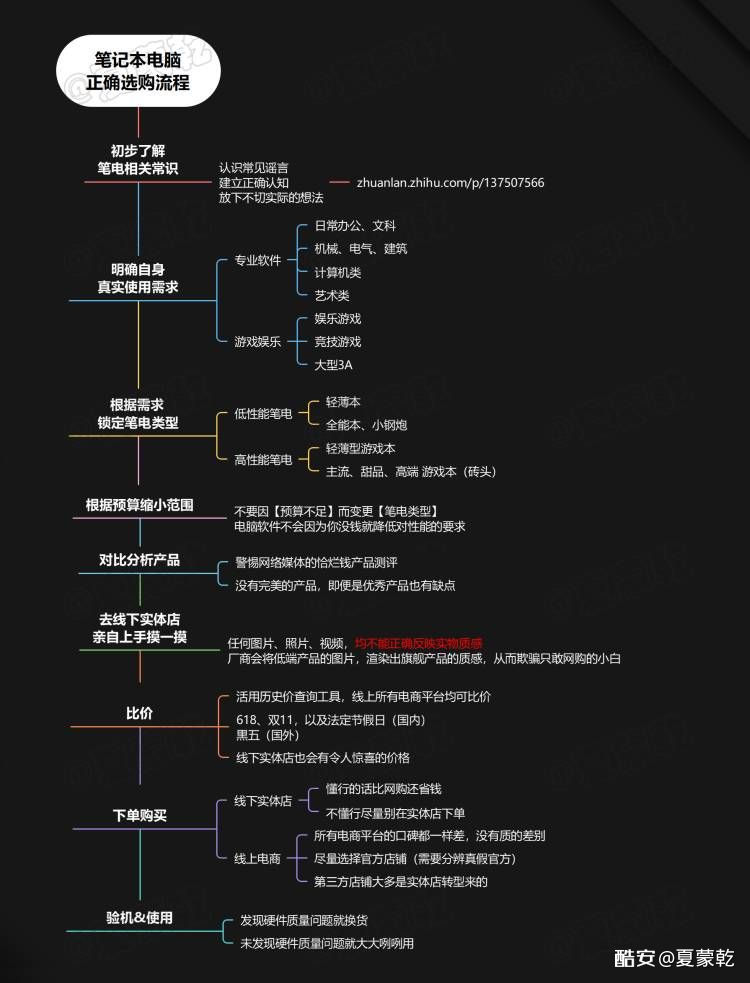 笔记本电脑
正确选购流程
初步了解
笔电相关常识
认识常见谣言
建立正确认知
放下不切实际的想法
zhuanlan.zhihu.com/p/137507566
明确自身
真实使用需求
专业软件
日常办公、文科
机械、电气、建筑
计算机类
艺术类
游戏娱乐
娱乐游戏
竞技游戏
大型3A
根据需求
锁定笔电类型
低性能笔电
轻薄本
全能本、小钢炮
高性能笔电
轻薄型游戏本
主流、甜品、高端 游戏本（砖头）
根据预算缩小范围
不要因【预算不足】而变更【笔电类型】
电脑软件不会因为你没钱就降低对性能的要求
对比分析产品
警惕网络媒体的恰烂钱产品测评
没有完美的产品，即便是优秀产品也有缺点
去线下实体店
亲自上手摸一摸
任何图片、照片、视频，均不能正确反映实物质感
厂商会将低端产品的图片，渲染出旗舰产品的质感，从而欺骗只敢网购的小白
比价
活用历史价查询工具，线上所有电商平台均可比价
618、双11，以及法定节假日（国内）
黑五（国外）
线下实体店也会有令人惊喜的价格
下单购买
线下实体店
懂行的话比网购还省钱
不懂行尽量别在实体店下单
线上电商
所有电商平台的口碑都一样差，没有质的差别
尽量选择官方店铺（需要分辨真假官方）
第三方店铺大多是实体店转型来的
验机&使用
发现硬件质量问题就换货
未发现硬件质量问题就大大咧咧用
酷安@夏蒙乾